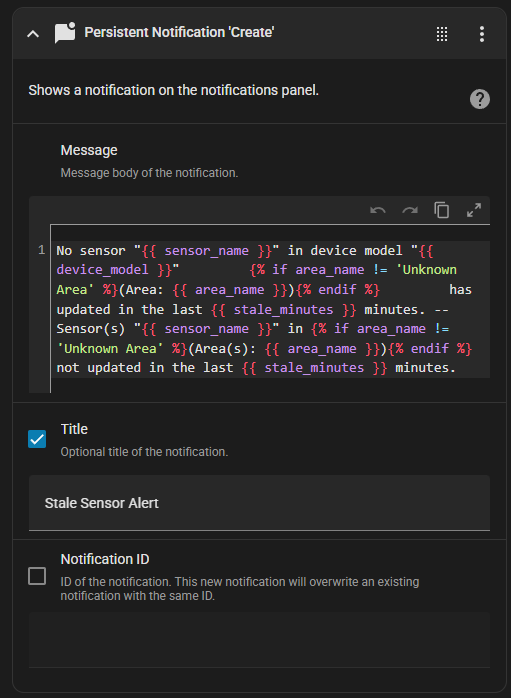 Persistent Notification 'Create'
Shows a notification on the notifications panel.
Message
Message body of the notification.
1 No sensor "{{ sensor_name }}" in device model "{{
device_model }}"         {% if area_name != 'Unknown
Area' %}(Area: {{ area_name }}){% endif %}         has
updated in the last {{ stale_minutes }} minutes. --
Sensor(s) "{{ sensor_name }}" in {% if area_name !=
'Unknown Area' %}(Area(s): {{ area_name }}){% endif %}
not updated in the last {{ stale_minutes }} minutes.
Title
Optional title of the notification.
Stale Sensor Alert
Notification ID
ID of the notification. This new notification will overwrite an existing
notification with the same ID.